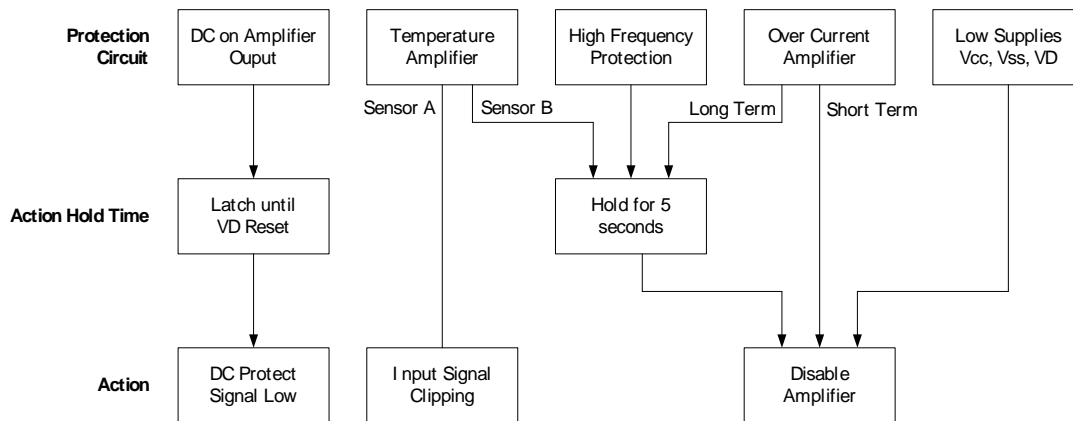 Protection
Circuit
DC on Amplifier
Ouput
Temperature
Amplifier
High Frequency
Protection
Over Current
Amplifier
Low Supplies
Vcc, Vss, VD
Sensor A
Sensor B
Long Term
Short Term
Action Hold Time
Latch until
VD Reset
Hold for 5
seconds
Action
DC Protect
Signal Low
Input Signal
Clipping
Disable
Amplifier